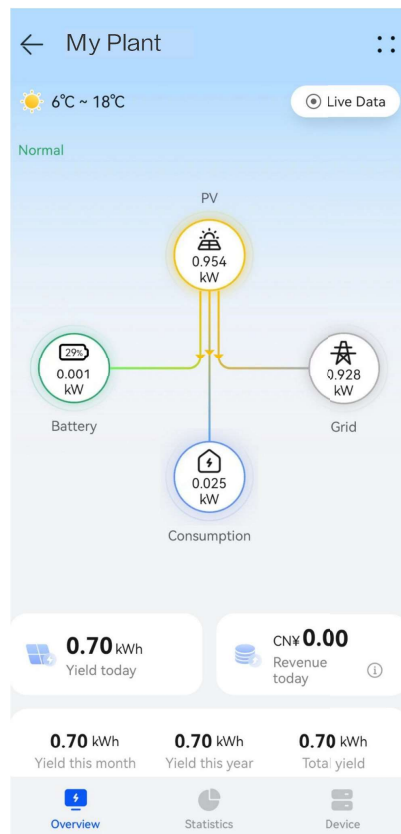 My Plant
6℃ ~ 18℃
Live Data
Normal
PV
0.954
kW
29%
0.001
kW
Battery
0.928
kW
Grid
0.025
kW
Consumption
0.70 kWh
Yield today
CN¥ 0.00
Revenue
today
0.70 kWh
Yield this month
0.70 kWh
Yield this year
0.70 kWh
Total yield
Overview
Statistics
Device